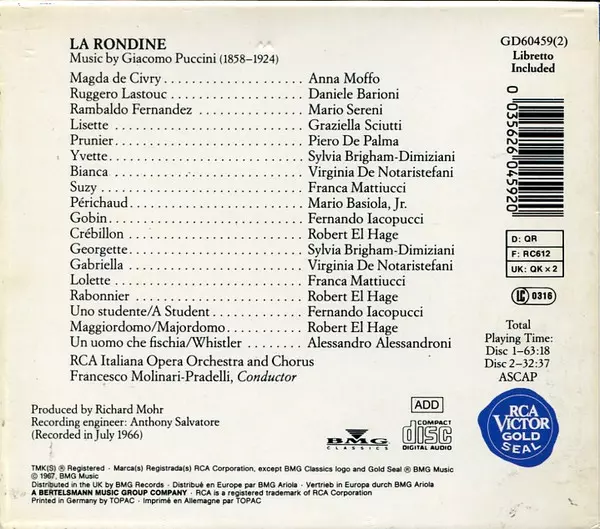 LA RONDINE
Music by Giacomo Puccini (1858–1924)
Magda de Civry . . . . . . . . . . . . . . . . . . . . Anna Moffo
Ruggero Lastouc . . . . . . . . . . . . . . . . . . . Daniele Barioni
Rambaldo Fernandez . . . . . . . . . . . . . . . Mario Sereni
Lisette . . . . . . . . . . . . . . . . . . . . . . . . . . . Graziella Sciutti
Prunier . . . . . . . . . . . . . . . . . . . . . . . . . . . Piero De Palma
Yvette . . . . . . . . . . . . . . . . . . . . . . . . . . . . Sylvia Brigham-Dimiziani
Bianca . . . . . . . . . . . . . . . . . . . . . . . . . . . Virginia De Notaristefani
Suzy . . . . . . . . . . . . . . . . . . . . . . . . . . . . . Franca Mattiucci
Périchaud . . . . . . . . . . . . . . . . . . . . . . . . . Mario Basiola, Jr.
Gobin . . . . . . . . . . . . . . . . . . . . . . . . . . . . Fernando Iacopucci
Crébillon . . . . . . . . . . . . . . . . . . . . . . . . . Robert El Hage
Georgette . . . . . . . . . . . . . . . . . . . . . . . . . Sylvia Brigham-Dimiziani
Gabriella . . . . . . . . . . . . . . . . . . . . . . . . . Virginia De Notaristefani
Lolette . . . . . . . . . . . . . . . . . . . . . . . . . . . Franca Mattiucci
Rabonnier . . . . . . . . . . . . . . . . . . . . . . . . Robert El Hage
Uno studente/A Student . . . . . . . . . . . . . Fernando Iacopucci
Maggiordomo/Majordomo . . . . . . . . . . . Robert El Hage
Un uomo che fischia/Whistler . . . . . . . . Alessandro Alessandroni
RCA Italiana Opera Orchestra and Chorus
Francesco Molinari-Pradelli, Conductor
GD60459(2)
Libretto
Included
0 035626 045920
D: QR
F: RC612
UK: QK × 2
LC 0316
Total
Playing Time:
Disc 1–63:18
Disc 2–32:37
ASCAP
Produced by Richard Mohr
Recording engineer: Anthony Salvatore
(Recorded in July 1966)
BMG
CLASSICS
ADD
COMPACT
disc
DIGITAL AUDIO
RCA
VICTOR
GOLD
SEAL
TMK(S) ® Registered · Marca(s) Registrada(s) RCA Corporation, except BMG Classics logo and Gold Seal ® BMG Music
℗ 1967, BMG Music
Distributed in the UK by BMG Records · Distribué en Europe par BMG Ariola · Vertrieb in Europa durch BMG Ariola
A BERTELSMANN MUSIC GROUP COMPANY · RCA is a registered trademark of RCA Corporation
Printed in Germany by TOPAC · Imprimé en Allemagne par TOPAC